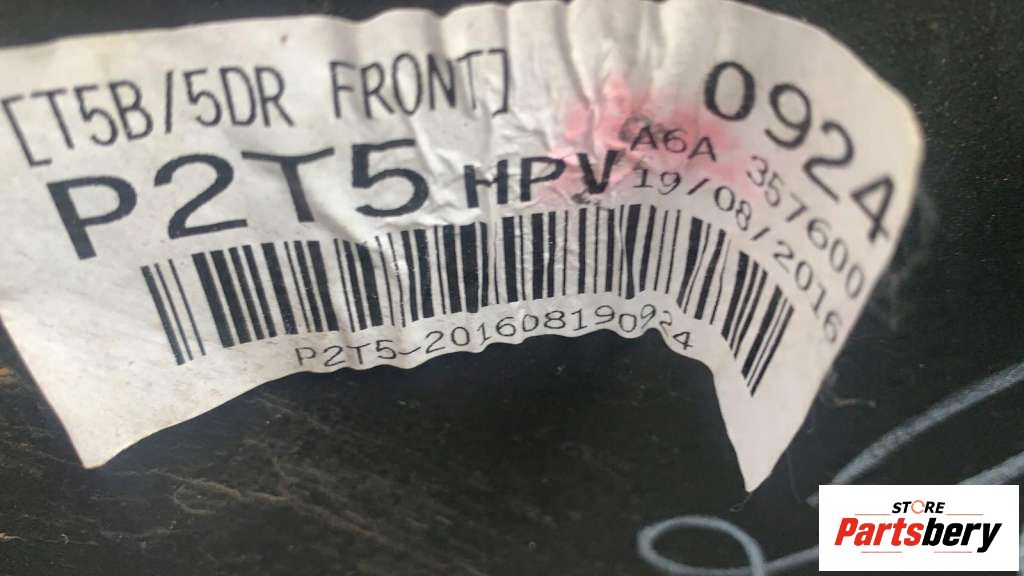 [T5B/5DR FRONT]
0924
P2T5 HPV
A6A 357600
19/08/2016
P2T5-201608190924
STORE
Partsbery